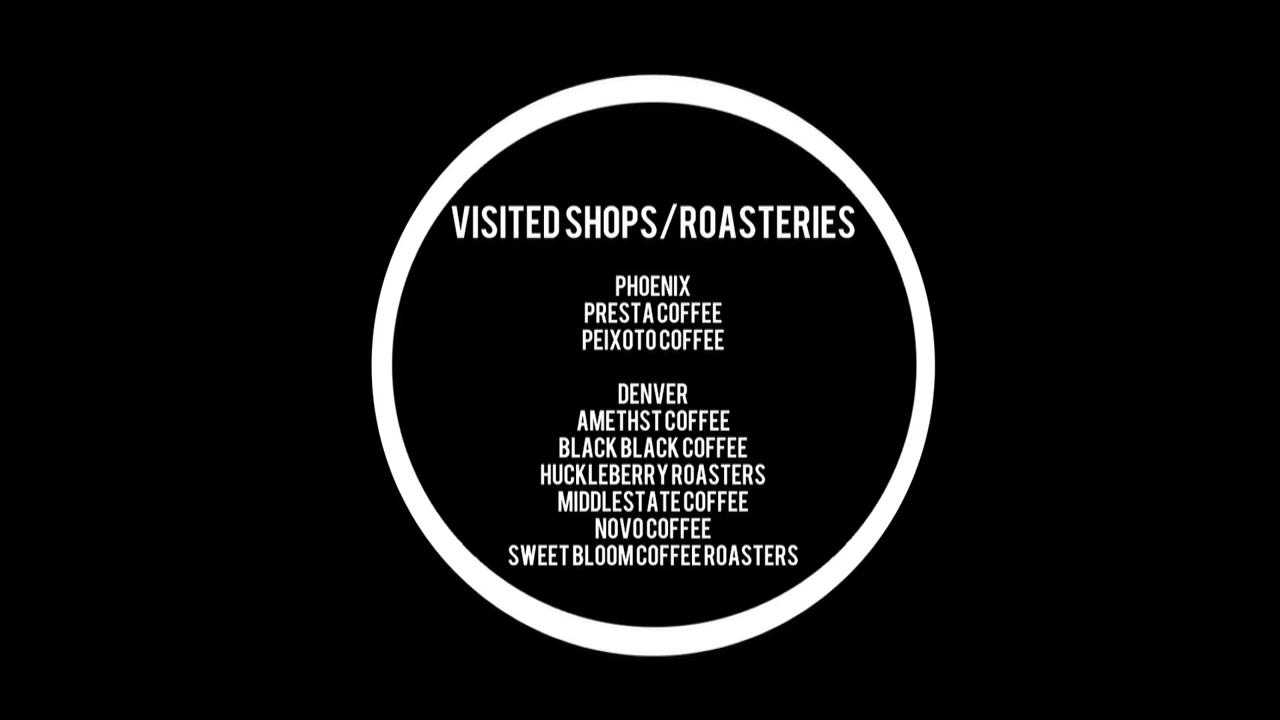 VISITED SHOPS/ROASTERIES
PHOENIX
PRESTA COFFEE
PEIXOTO COFFEE
DENVER
AMETHST COFFEE
BLACK BLACK COFFEE
HUCKLEBERRY ROASTERS
MIDDLESTATE COFFEE
NOVO COFFEE
SWEET BLOOM COFFEE ROASTERS